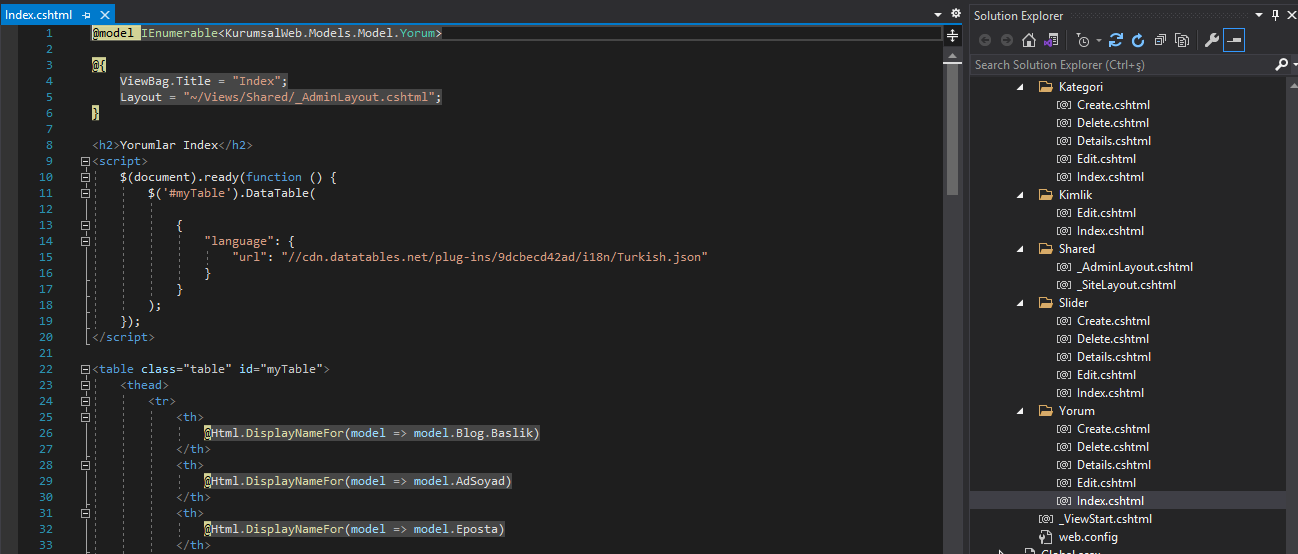 Index.cshtml
1 @model IEnumerable<KurumsalWeb.Models.Model.Yorum>
2
3 @{
4 ViewBag.Title = "Index";
5 Layout = "~/Views/Shared/_AdminLayout.cshtml";
6 }
7
8 <h2>Yorumlar Index</h2>
9 <script>
10 $(document).ready(function () {
11 $('#myTable').DataTable(
12
13 {
14 "language": {
15 "url": "//cdn.datatables.net/plug-ins/9dcbecd42ad/i18n/Turkish.json"
16 }
17 }
18 );
19 });
20 </script>
21
22 <table class="table" id="myTable">
23 <thead>
24 <tr>
25 <th>
26 @Html.DisplayNameFor(model => model.Blog.Baslik)
27 </th>
28 <th>
29 @Html.DisplayNameFor(model => model.AdSoyad)
30 </th>
31 <th>
32 @Html.DisplayNameFor(model => model.Eposta)
33 </th>
Solution Explorer
Search Solution Explorer (Ctrl+ş)
Kategori
[@] Create.cshtml
[@] Delete.cshtml
[@] Details.cshtml
[@] Edit.cshtml
[@] Index.cshtml
Kimlik
[@] Edit.cshtml
[@] Index.cshtml
Shared
[@] _AdminLayout.cshtml
[@] _SiteLayout.cshtml
Slider
[@] Create.cshtml
[@] Delete.cshtml
[@] Details.cshtml
[@] Edit.cshtml
[@] Index.cshtml
Yorum
[@] Create.cshtml
[@] Delete.cshtml
[@] Details.cshtml
[@] Edit.cshtml
[@] Index.cshtml
[@] _ViewStart.cshtml
web.config
Global.asax